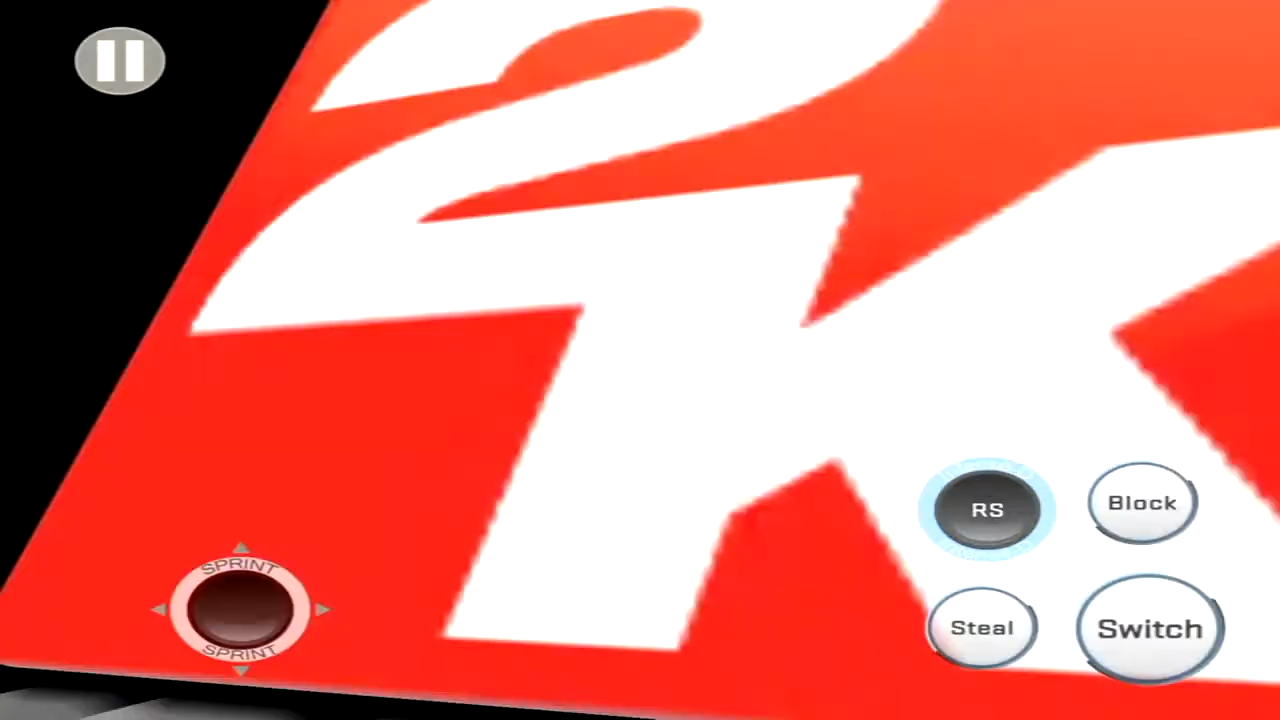 2K
RS
Block
SPRINT
SPRINT
Steal
Switch